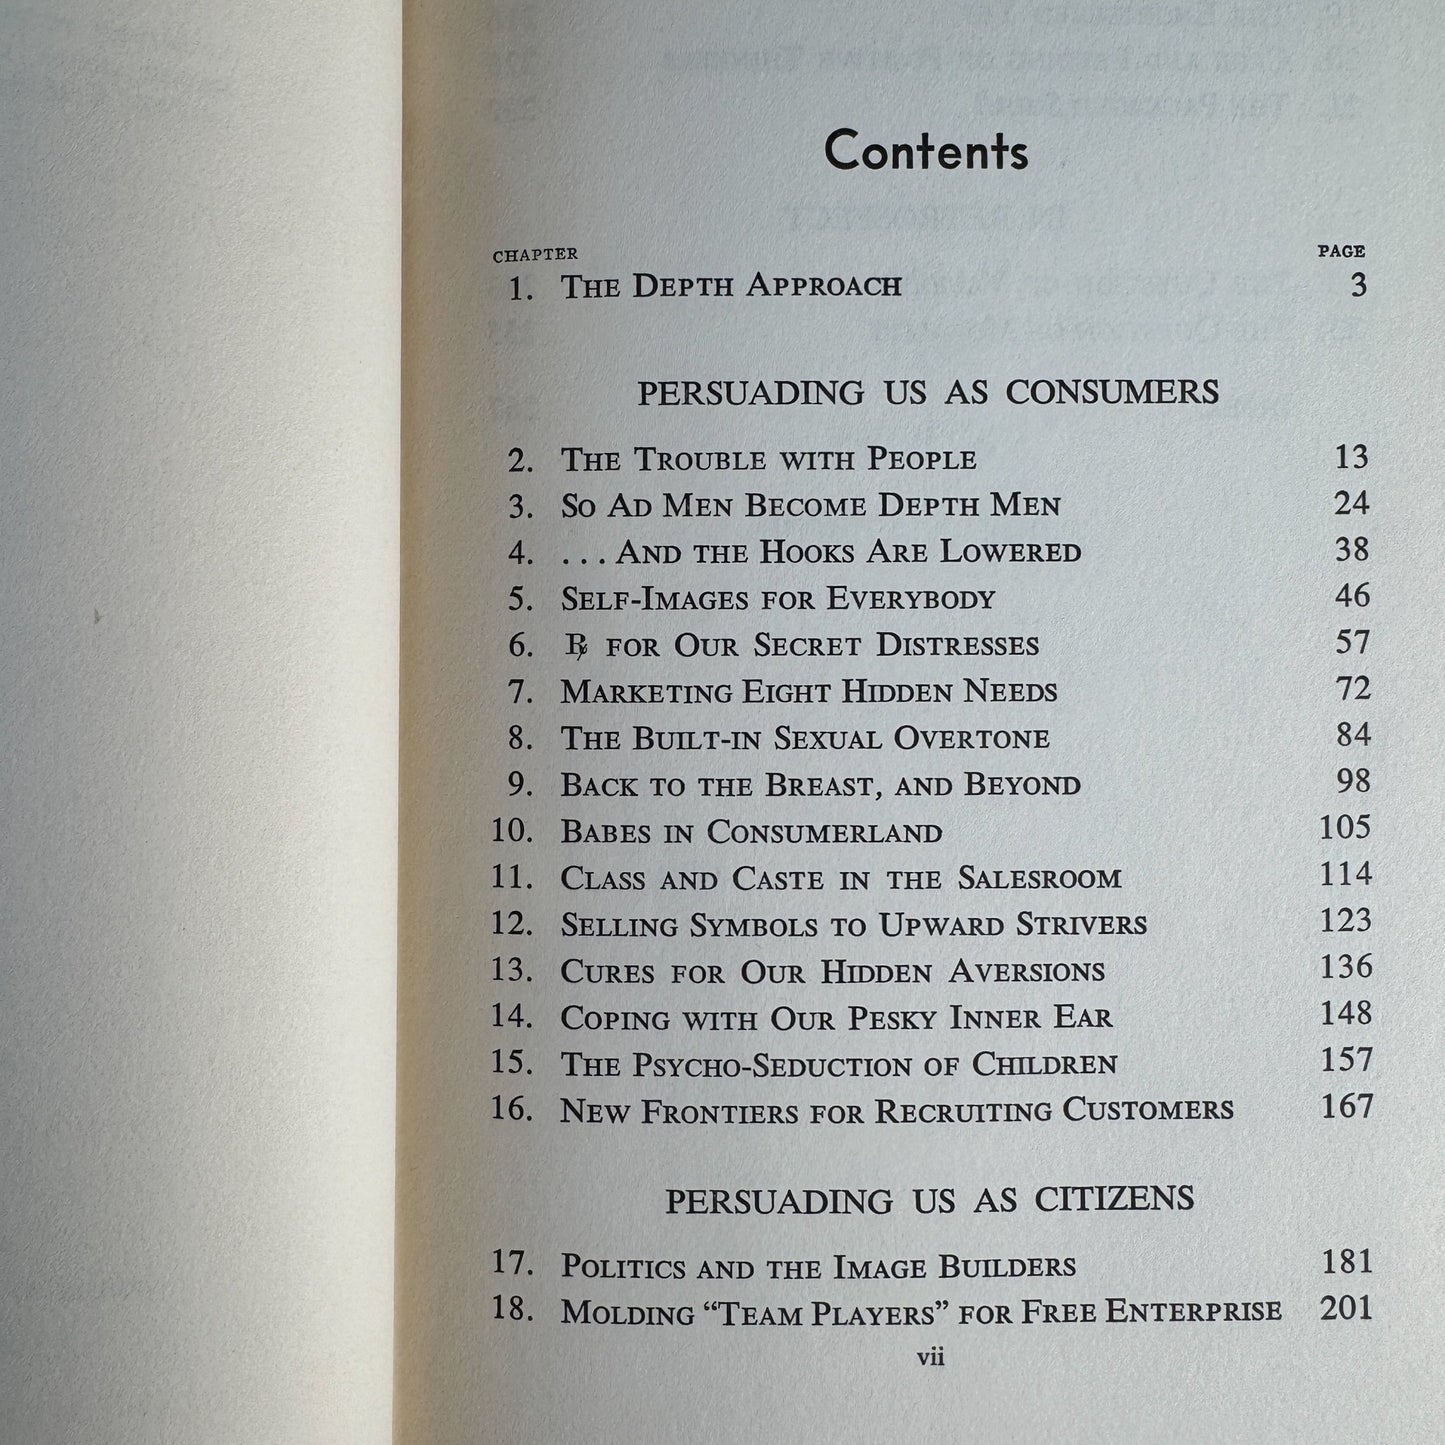 Contents
CHAPTER PAGE
1. THE DEPTH APPROACH 3
PERSUADING US AS CONSUMERS
2. THE TROUBLE WITH PEOPLE 13
3. SO AD MEN BECOME DEPTH MEN 24
4. ... AND THE HOOKS ARE LOWERED 38
5. SELF-IMAGES FOR EVERYBODY 46
6. ℞ FOR OUR SECRET DISTRESSES 57
7. MARKETING EIGHT HIDDEN NEEDS 72
8. THE BUILT-IN SEXUAL OVERTONE 84
9. BACK TO THE BREAST, AND BEYOND 98
10. BABES IN CONSUMERLAND 105
11. CLASS AND CASTE IN THE SALESROOM 114
12. SELLING SYMBOLS TO UPWARD STRIVERS 123
13. CURES FOR OUR HIDDEN AVERSIONS 136
14. COPING WITH OUR PESKY INNER EAR 148
15. THE PSYCHO-SEDUCTION OF CHILDREN 157
16. NEW FRONTIERS FOR RECRUITING CUSTOMERS 167
PERSUADING US AS CITIZENS
17. POLITICS AND THE IMAGE BUILDERS 181
18. MOLDING “TEAM PLAYERS” FOR FREE ENTERPRISE 201
vii